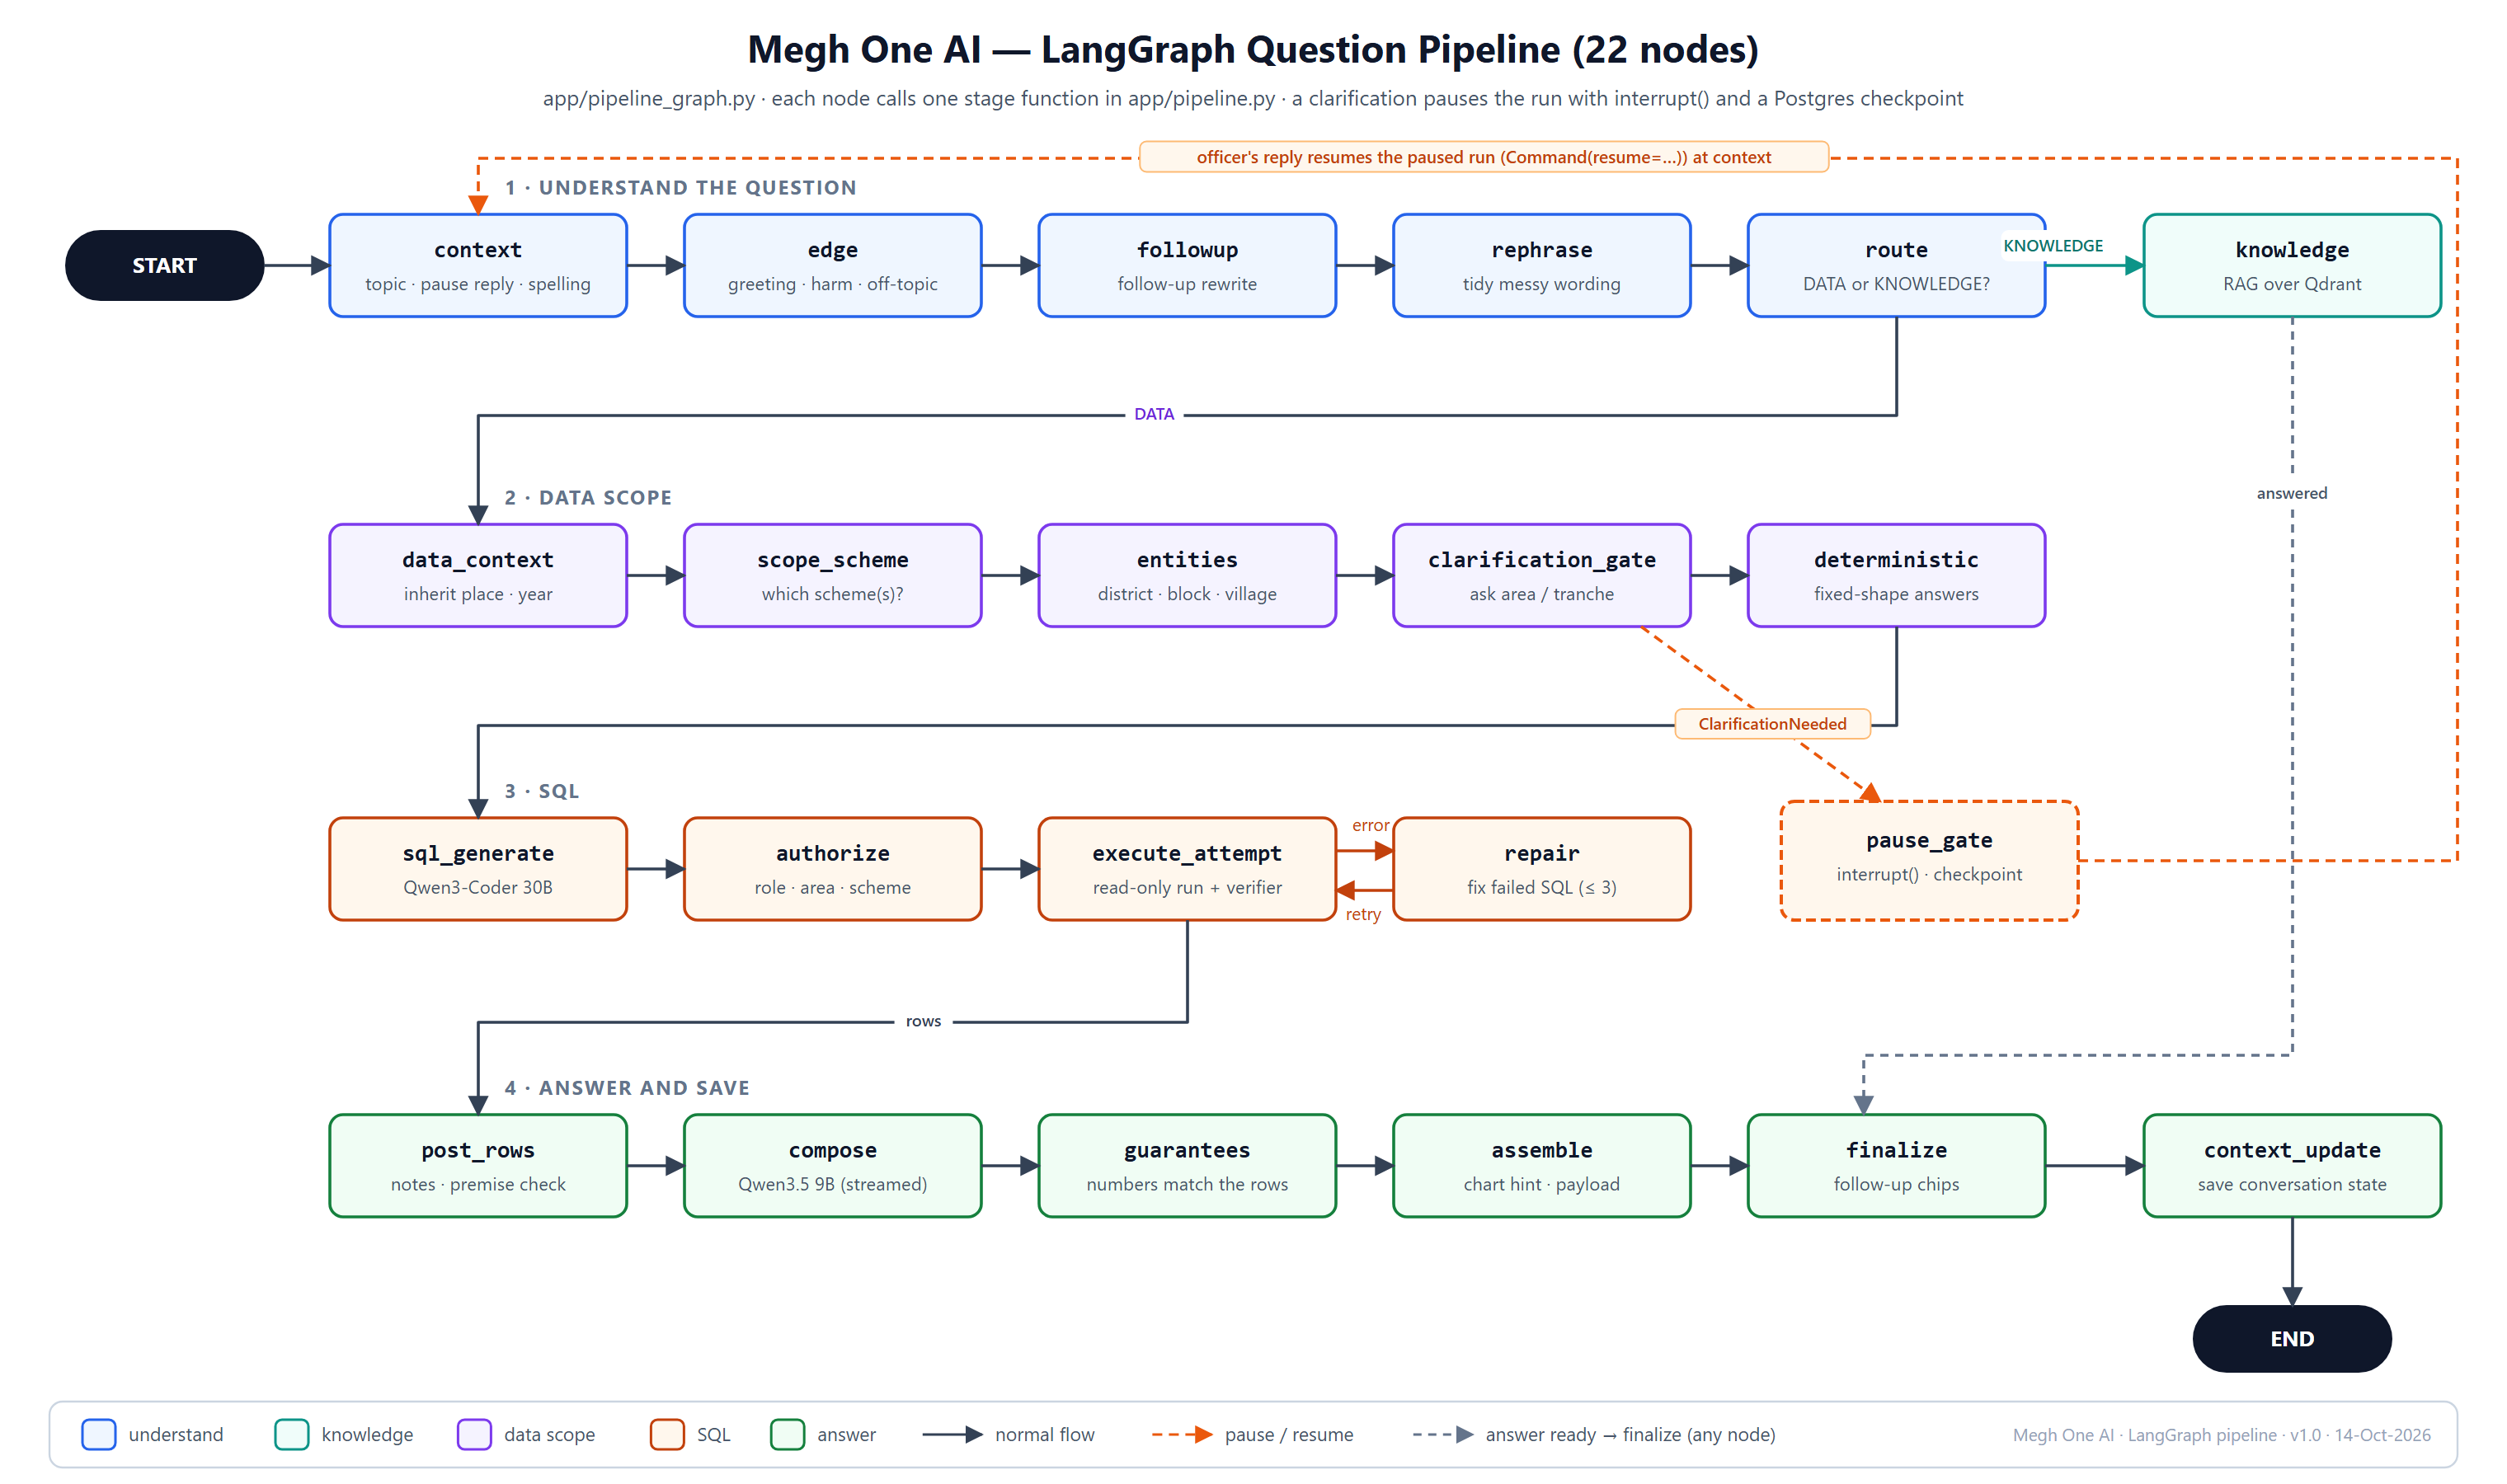 Megh One AI — LangGraph Question Pipeline (22 nodes)
app/pipeline_graph.py · each node calls one stage function in app/pipeline.py · a clarification pauses the run with interrupt() and a Postgres checkpoint
officer's reply resumes the paused run (Command(resume=...)) at context
1 · UNDERSTAND THE QUESTION
START
context
topic · pause reply · spelling
edge
greeting · harm · off-topic
followup
follow-up rewrite
rephrase
tidy messy wording
route
DATA or KNOWLEDGE?
KNOWLEDGE
knowledge
RAG over Qdrant
DATA
answered
2 · DATA SCOPE
data_context
inherit place · year
scope_scheme
which scheme(s)?
entities
district · block · village
clarification_gate
ask area / tranche
deterministic
fixed-shape answers
ClarificationNeeded
3 · SQL
sql_generate
Qwen3-Coder 30B
authorize
role · area · scheme
execute_attempt
read-only run + verifier
error
retry
repair
fix failed SQL (≤ 3)
pause_gate
interrupt() · checkpoint
rows
4 · ANSWER AND SAVE
post_rows
notes · premise check
compose
Qwen3.5 9B (streamed)
guarantees
numbers match the rows
assemble
chart hint · payload
finalize
follow-up chips
context_update
save conversation state
END
understand
knowledge
data scope
SQL
answer
normal flow
pause / resume
answer ready → finalize (any node)
Megh One AI · LangGraph pipeline · v1.0 · 14-Oct-2026